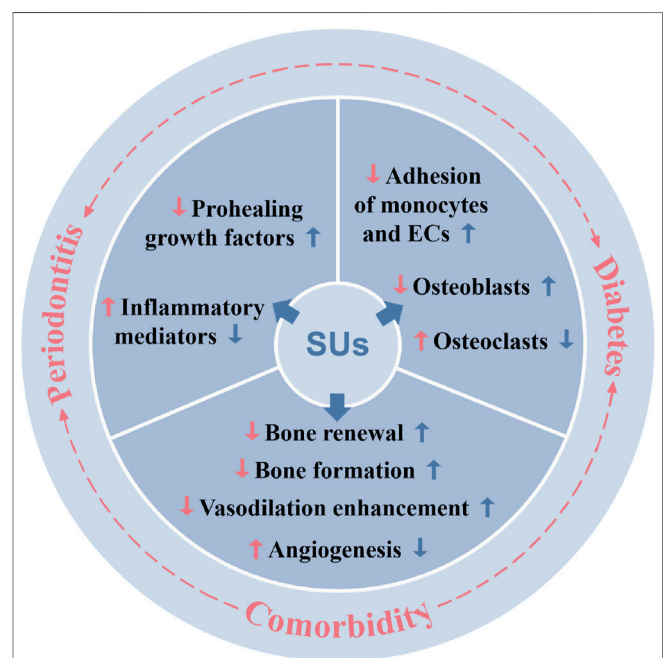 Periodontitis
Diabetes
Comorbidity
↓ Prohealing
growth factors ↑
↑ Inflammatory
mediators ↓
↓ Adhesion
of monocytes
and ECs ↑
↓ Osteoblasts ↑
↑ Osteoclasts ↓
SUs
↓ Bone renewal ↑
↓ Bone formation ↑
↓ Vasodilation enhancement ↑
↑ Angiogenesis ↓